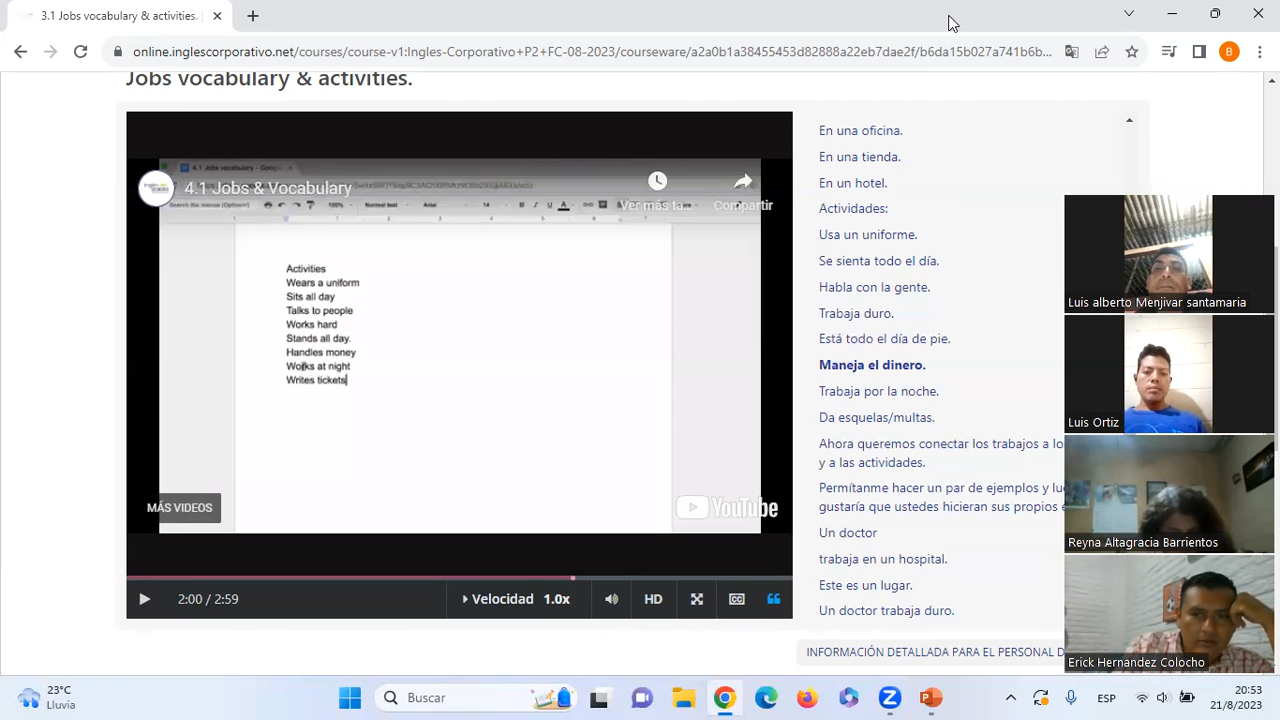 3.1 Jobs vocabulary & activities.
online.inglescorporativo.net/courses/course-v1:Ingles-Corporativo+P2+FC-08-2023/courseware/a2a0b1a38455453d82888a22eb7dae2f/b6da15b027a741b6b...
B
Jobs vocabulary & activities.
4.1 Jobs & Vocabulary
Ver más ta...
Compartir
100%
Normal text
Arial
14
Activities
Wears a uniform
Sits all day
Talks to people
Works hard
Stands all day.
Handles money
Works at night
Writes tickets
MÁS VIDEOS
YouTube
2:00 / 2:59
Velocidad 1.0x
HD
CC
En una oficina.
En una tienda.
En un hotel.
Actividades:
Usa un uniforme.
Se sienta todo el día.
Habla con la gente.
Trabaja duro.
Está todo el día de pie.
Maneja el dinero.
Trabaja por la noche.
Da esquelas/multas.
Ahora queremos conectar los trabajos a lo
y a las actividades.
Permítanme hacer un par de ejemplos y lu
gustaría que ustedes hicieran sus propios e
Un doctor
trabaja en un hospital.
Este es un lugar.
Un doctor trabaja duro.
INFORMACIÓN DETALLADA PARA EL PERSONAL D
Luis alberto Menjivar santamaria
Luis Ortiz
Reyna Altagracia Barrientos
Erick Hernandez Colocho
23°C
Lluvia
Buscar
ESP
20:53
21/8/2023